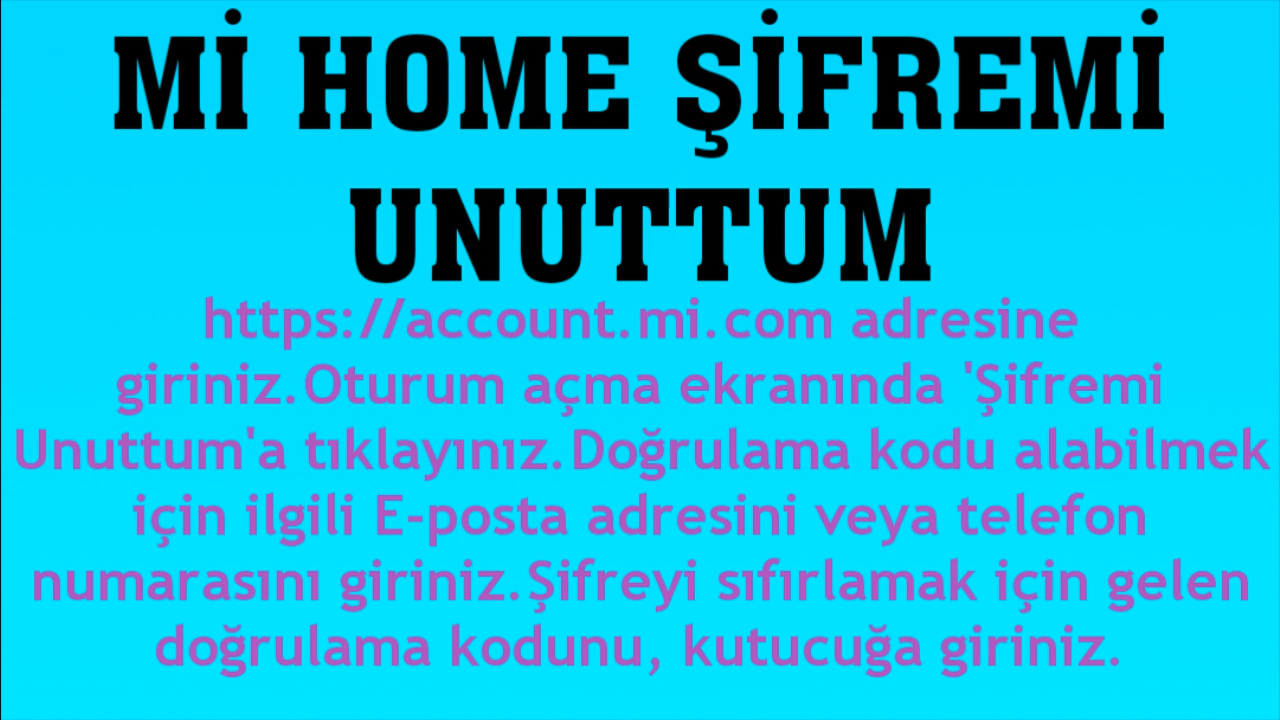 Mİ HOME ŞİFREMİ
UNUTTUM
https://account.mi.com adresine
giriniz.Oturum açma ekranında 'Şifremi
Unuttum'a tıklayınız.Doğrulama kodu alabilmek
için ilgili E-posta adresini veya telefon
numarasını giriniz.Şifreyi sıfırlamak için gelen
doğrulama kodunu, kutucuğa giriniz.